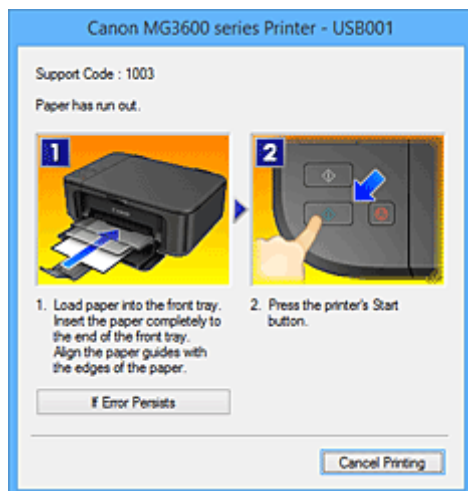 Canon MG3600 series Printer - USB001
Support Code : 1003
Paper has run out.
1
2
1. Load paper into the front tray.
Insert the paper completely to
the end of the front tray.
Align the paper guides with
the edges of the paper.
2. Press the printer's Start
button.
If Error Persists
Cancel Printing